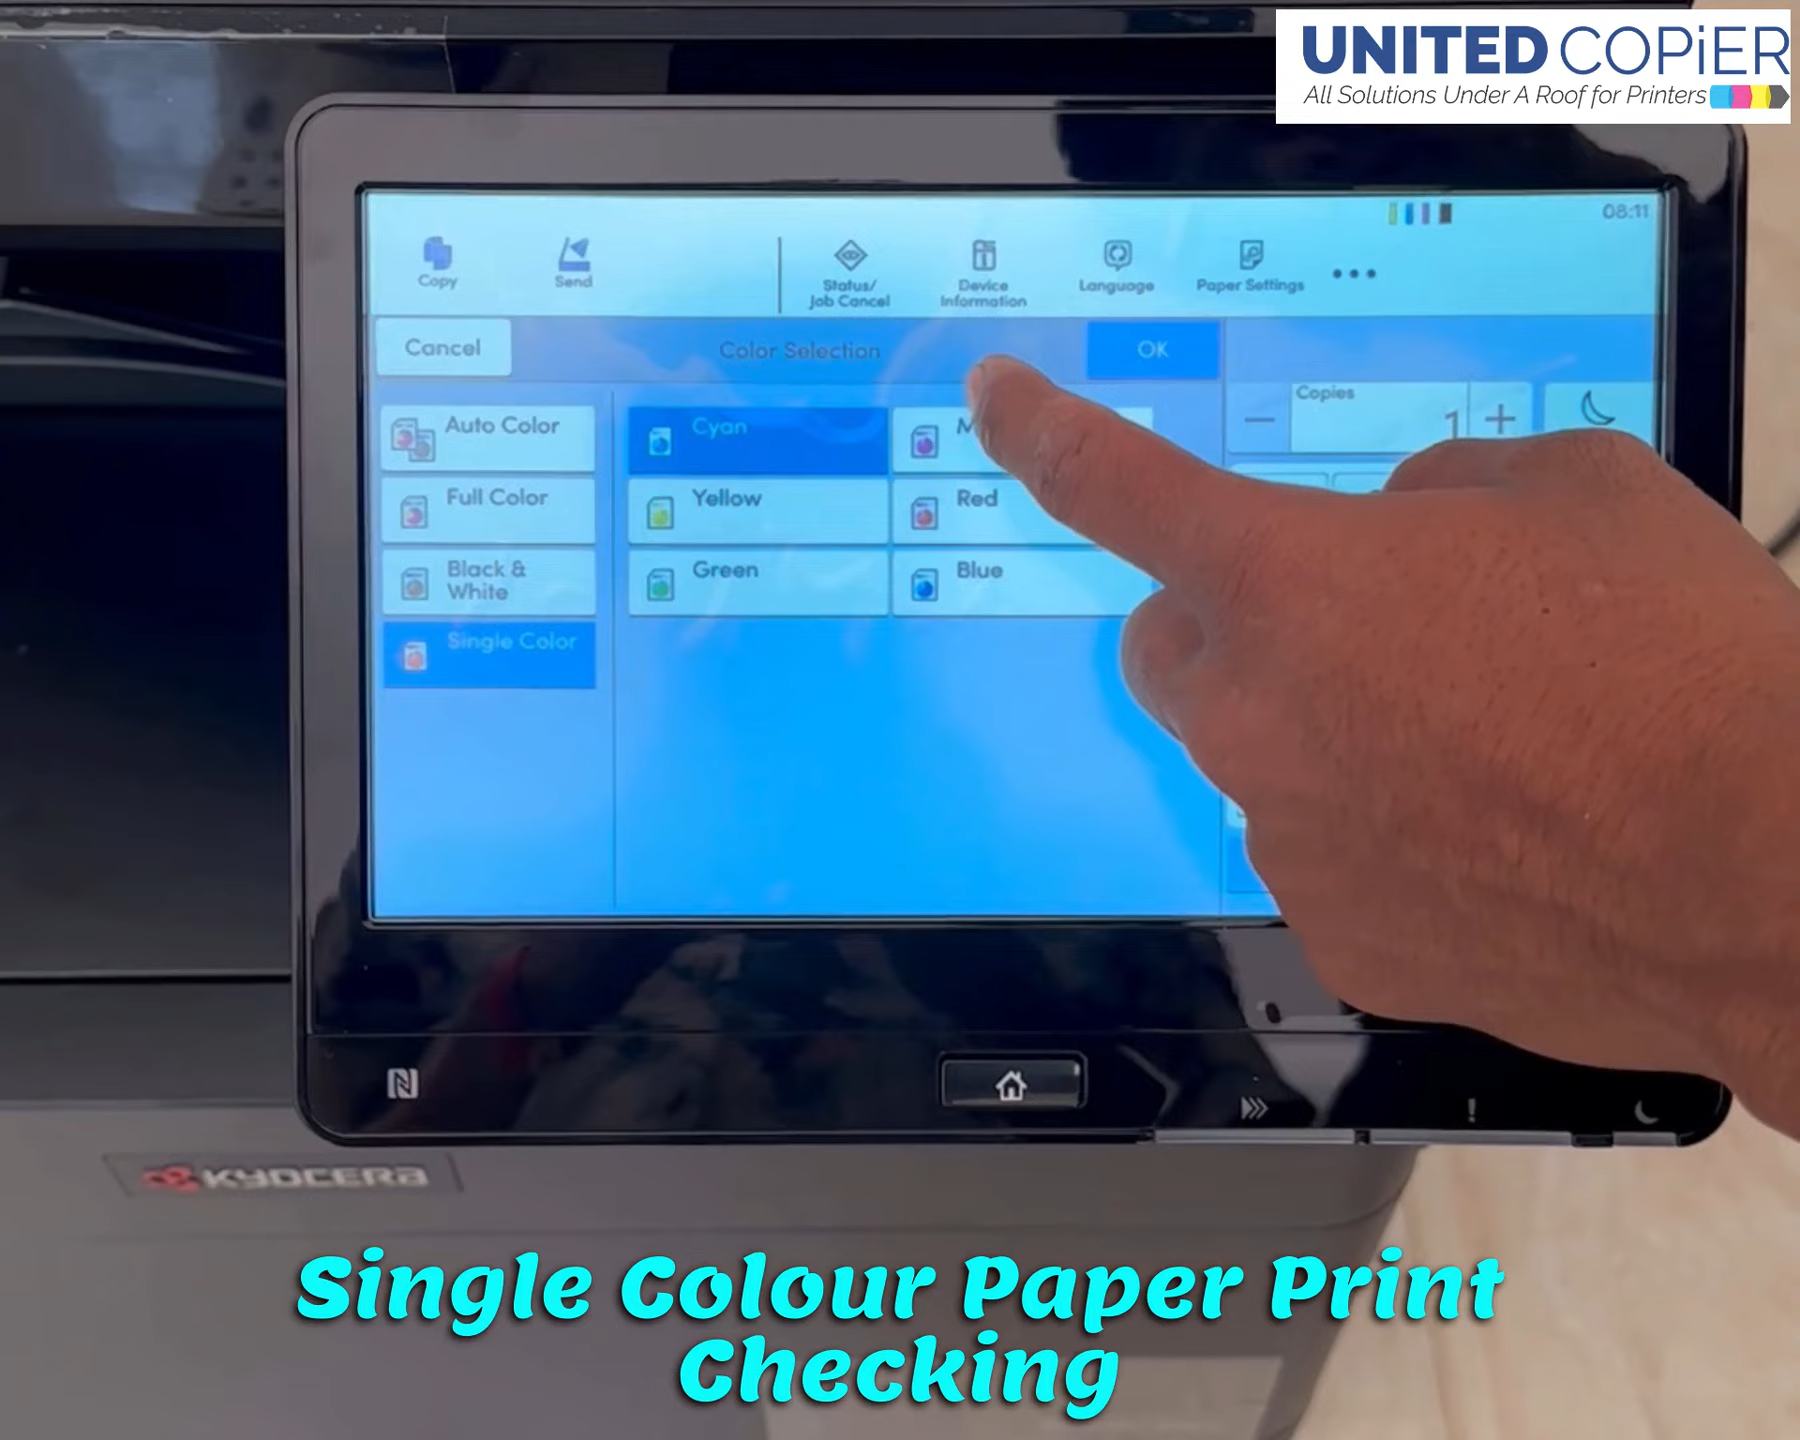 UNITED COPiER
All Solutions Under A Roof for Printers
08:11
Copy
Send
Status/
Job Cancel
Device
Information
Language
Paper Settings
Cancel
Color Selection
OK
Copies
1
Auto Color
Cyan
M
Full Color
Yellow
Red
Black &
White
Green
Blue
Single Color
KYOCERA
Single Colour Paper Print
Checking